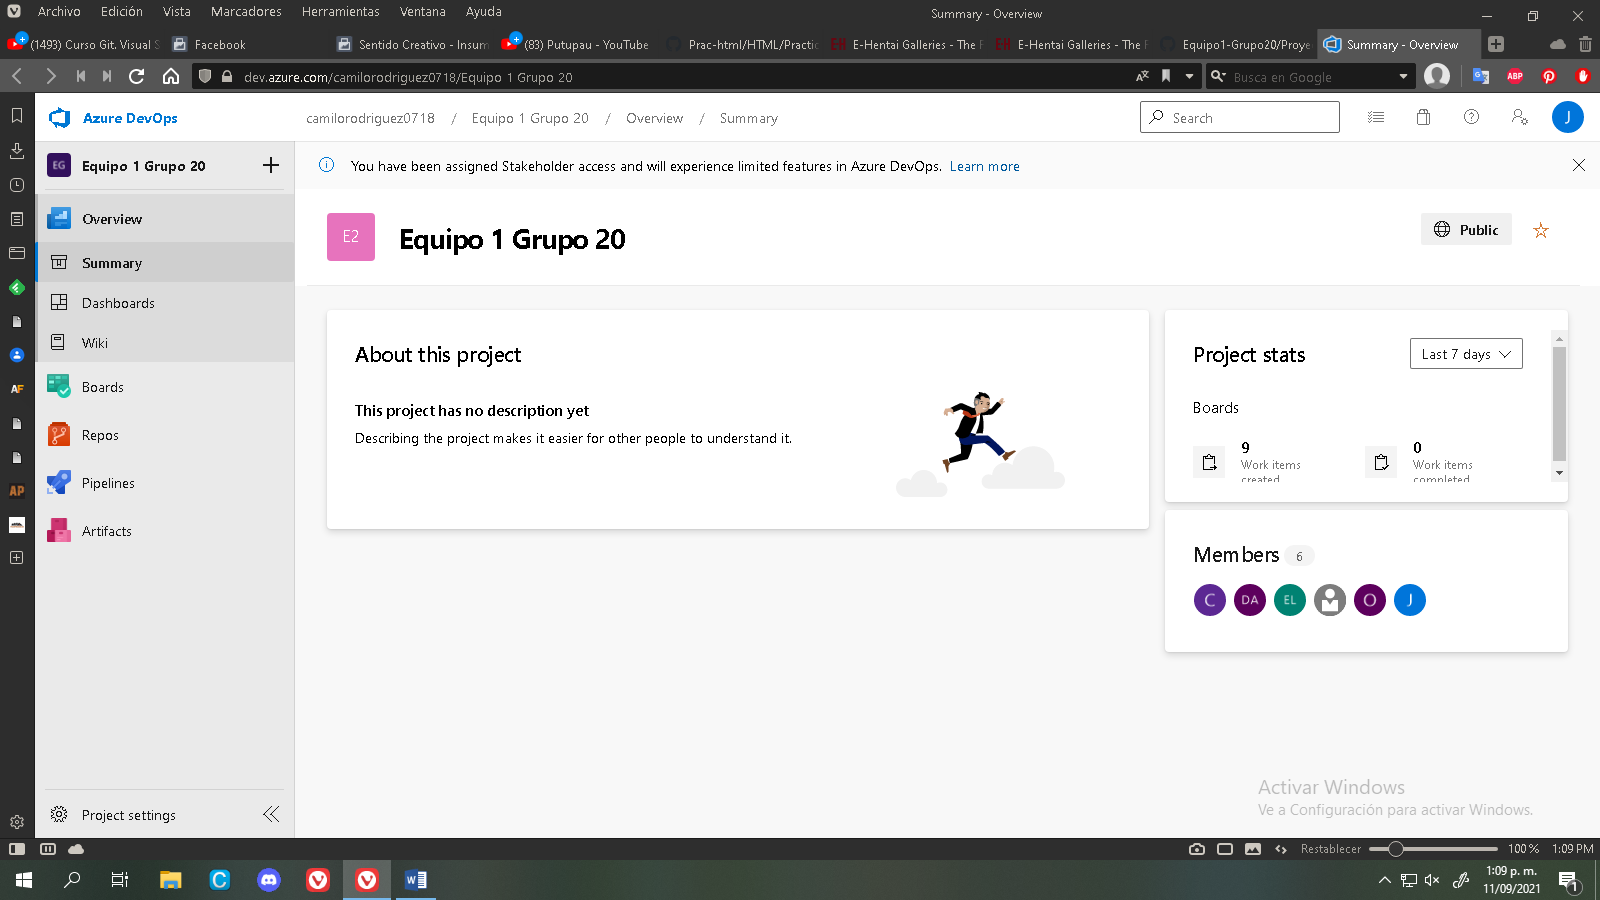 Archivo Edición Vista Marcadores Herramientas Ventana Ayuda
Summary - Overview
(1493) Curso Git. Visual S
Facebook
Sentido Creativo - Insum
(83) Putupau - YouTube
Prac-html/HTML/Practic
E-Hentai Galleries - The F
E-Hentai Galleries - The F
Equipo1-Grupo20/Proye
Summary - Overview
dev.azure.com/camilorodriguez0718/Equipo 1 Grupo 20
Busca en Google
ABP
Azure DevOps
camilorodriguez0718 / Equipo 1 Grupo 20 / Overview / Summary
Search
J
EG
Equipo 1 Grupo 20
You have been assigned Stakeholder access and will experience limited features in Azure DevOps. Learn more
Overview
Summary
Dashboards
Wiki
Boards
Repos
Pipelines
Artifacts
Project settings
AF
AP
E2
Equipo 1 Grupo 20
Public
About this project
This project has no description yet
Describing the project makes it easier for other people to understand it.
Project stats
Last 7 days
Boards
9
Work items
created
0
Work items
completed
Members 6
C DA EL O J
Activar Windows
Ve a Configuración para activar Windows.
Restablecer
100 %
1:09 PM
C
W
1:09 p. m.
11/09/2021
1